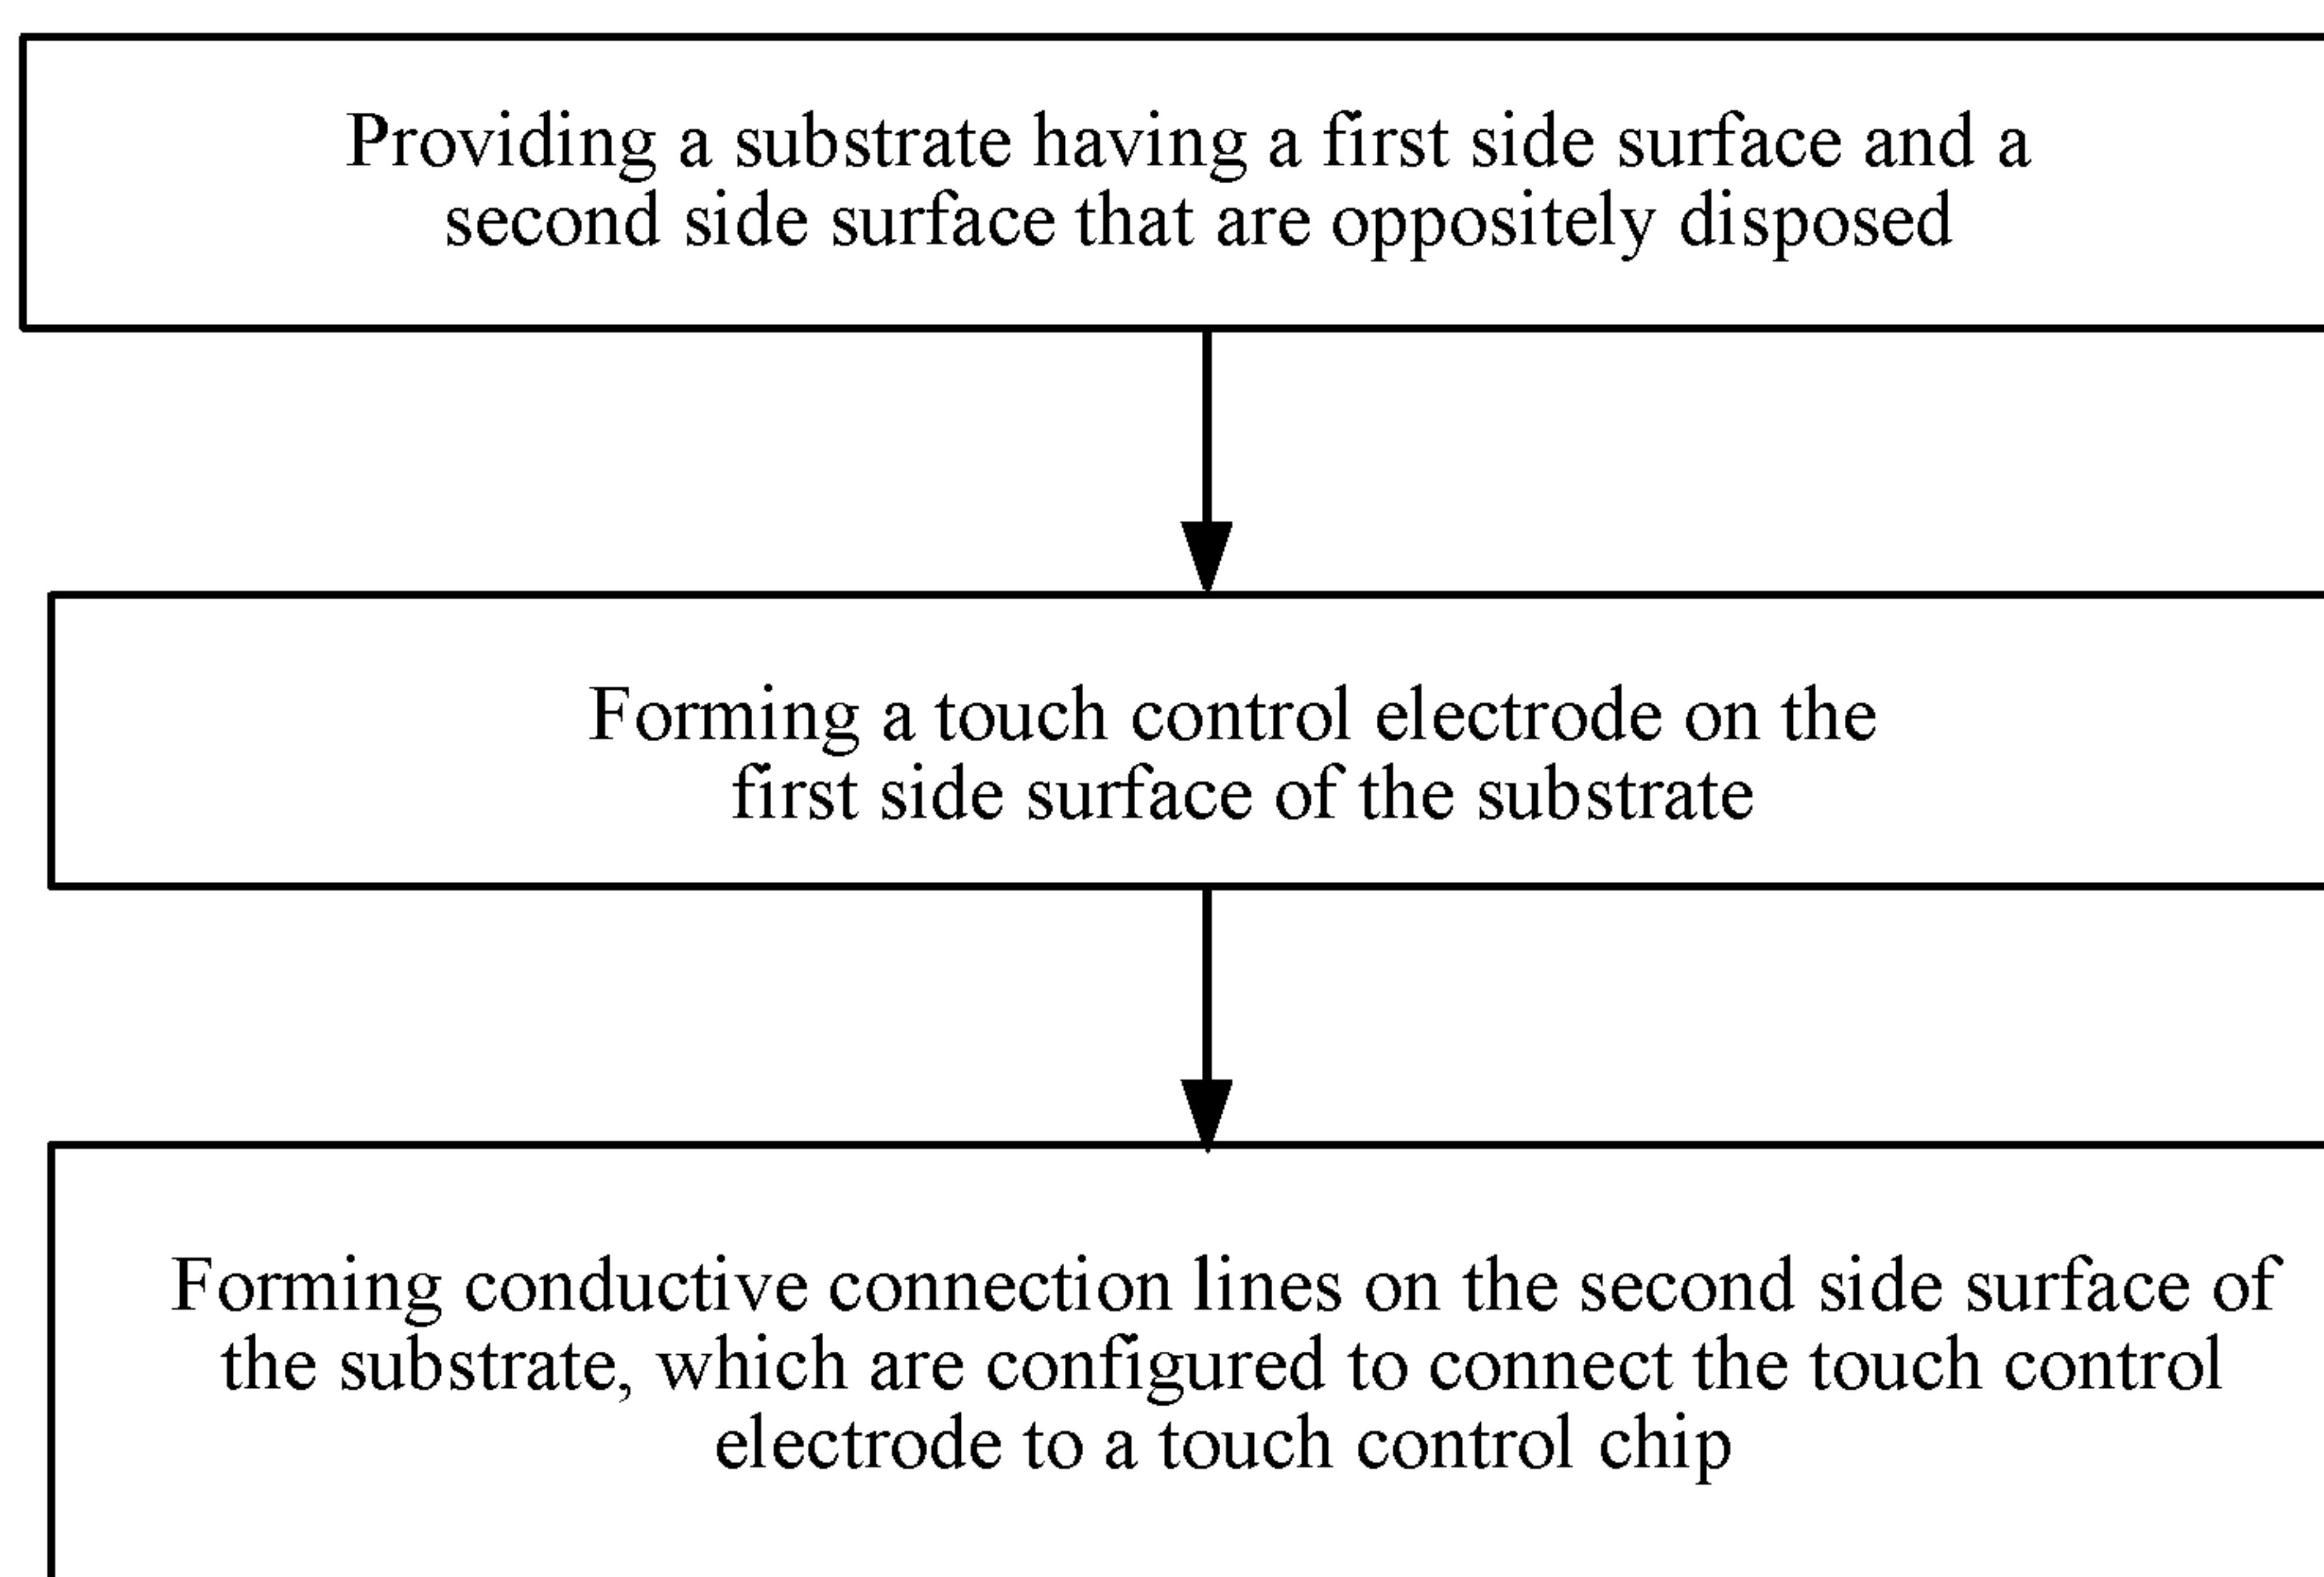 Providing a substrate having a first side surface and a
second side surface that are oppositely disposed
Forming a touch control electrode on the
first side surface of the substrate
Forming conductive connection lines on the second side surface of
the substrate, which are configured to connect the touch control
electrode to a touch control chip